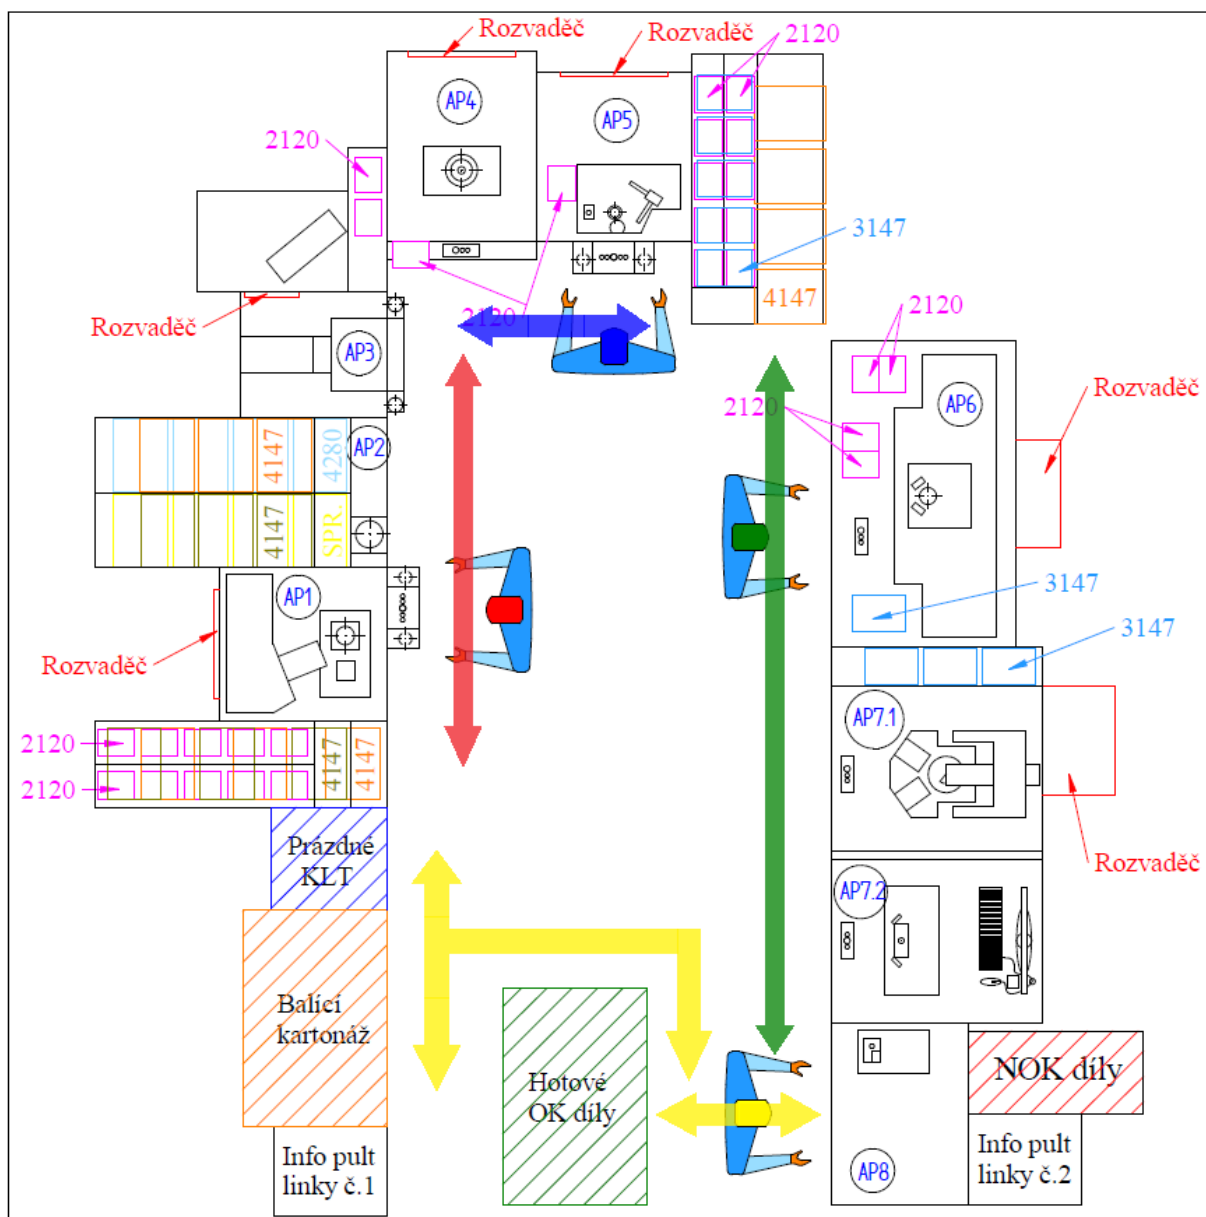 Rozvaděč
Rozvaděč
2120
AP4
AP5
2120
3147
4147
2120
Rozvaděč
AP3
2120
AP6
2120
Rozvaděč
AP2
4147
4280
4147
SPR.
AP1
3147
3147
Rozvaděč
AP7.1
2120
2120
4147
4147
Prázdné
KLT
Rozvaděč
AP7.2
Balící
kartonáž
Hotové
OK díly
NOK díly
Info pult
linky č.1
AP8
Info pult
linky č.2